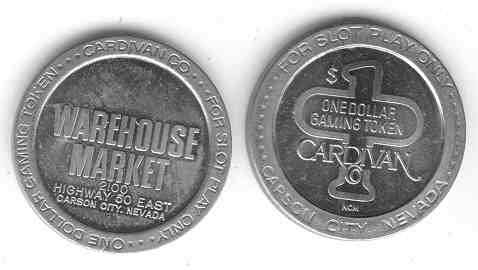 CARDIVAN CO. • • • FOR SLOT PLAY ONLY • • • ONE DOLLAR GAMING TOKEN • • •
WAREHOUSE
MARKET
2100
HIGHWAY 50 EAST
CARSON CITY, NEVADA
FOR SLOT PLAY ONLY
$1
ONE DOLLAR
GAMING TOKEN
CARDIVAN
CO
NCM
CARSON CITY, NEVADA